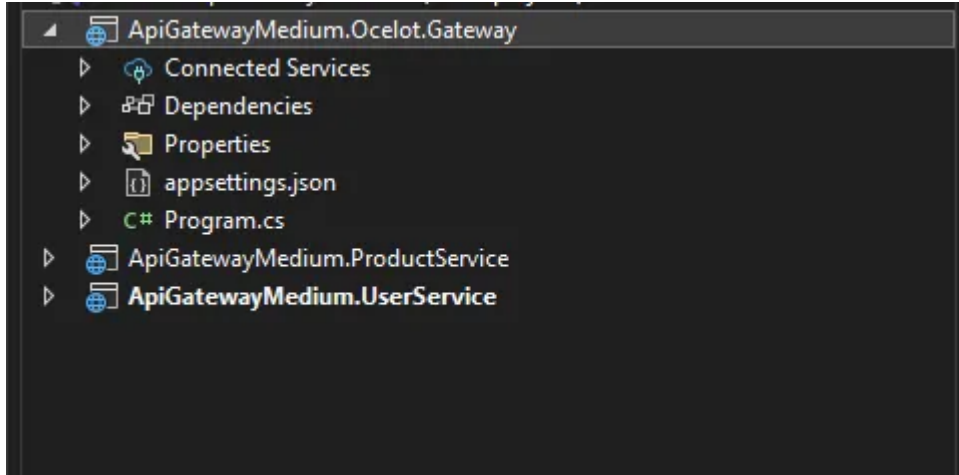 ApiGatewayMedium.Ocelot.Gateway
Connected Services
Dependencies
Properties
appsettings.json
C# Program.cs
ApiGatewayMedium.ProductService
ApiGatewayMedium.UserService